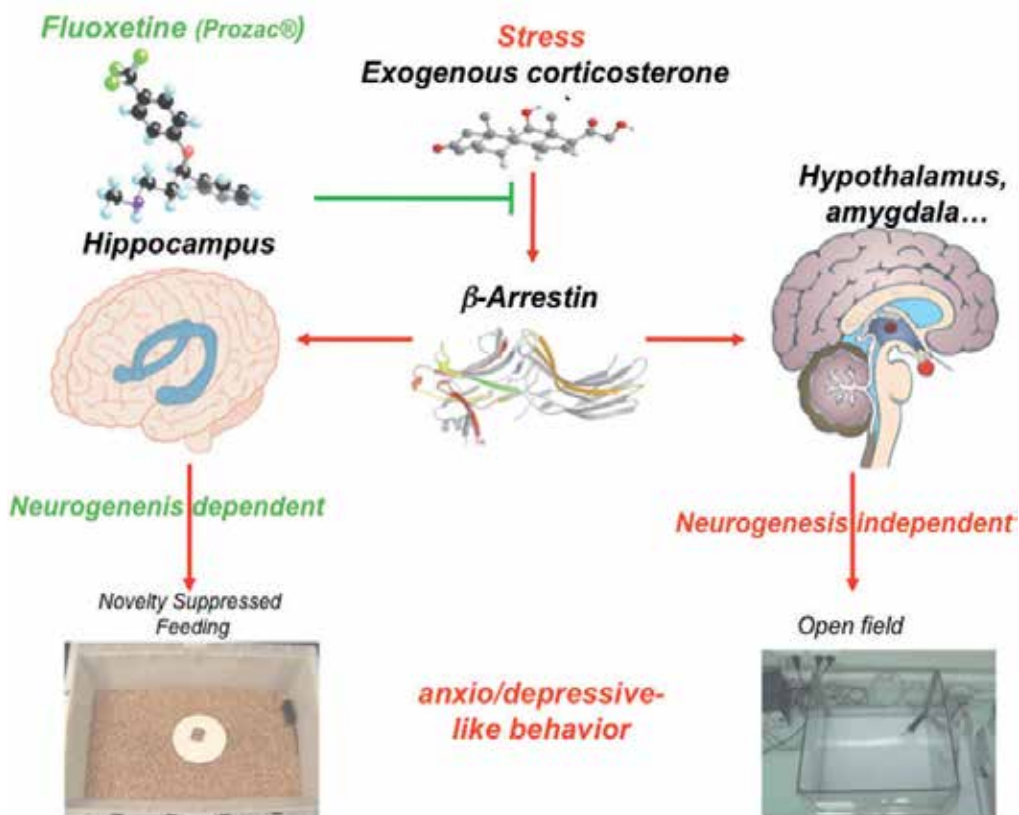 Fluoxetine (Prozac®)
Stress
Exogenous corticosterone
Hypothalamus,
amygdala…
Hippocampus
β-Arrestin
Neurogenenis dependent
Neurogenesis independent
Novelty Suppressed
Feeding
Open field
anxio/depressive-
like behavior